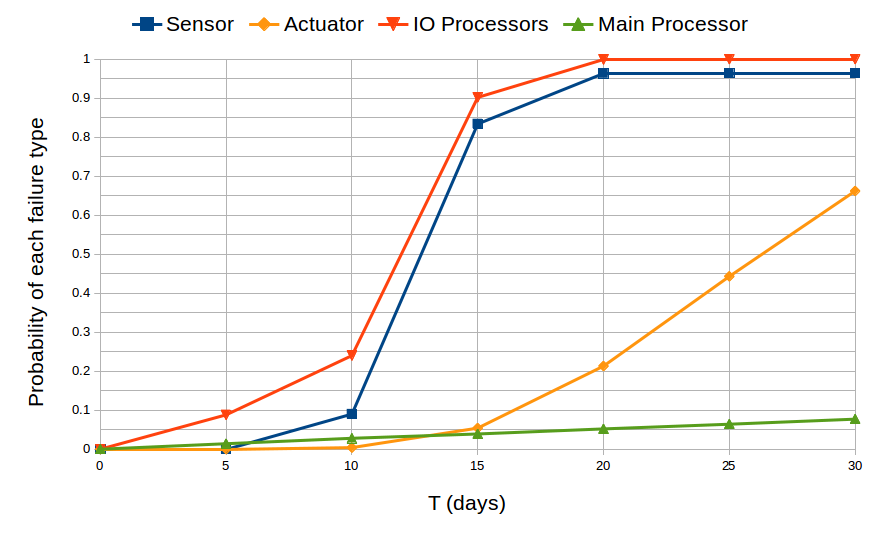 Sensor Actuator IO Processors Main Processor
1
0.9
0.8
0.7
0.6
0.5
0.4
0.3
0.2
0.1
0
Probability of each failure type
0 5 10 15 20 25 30
T (days)